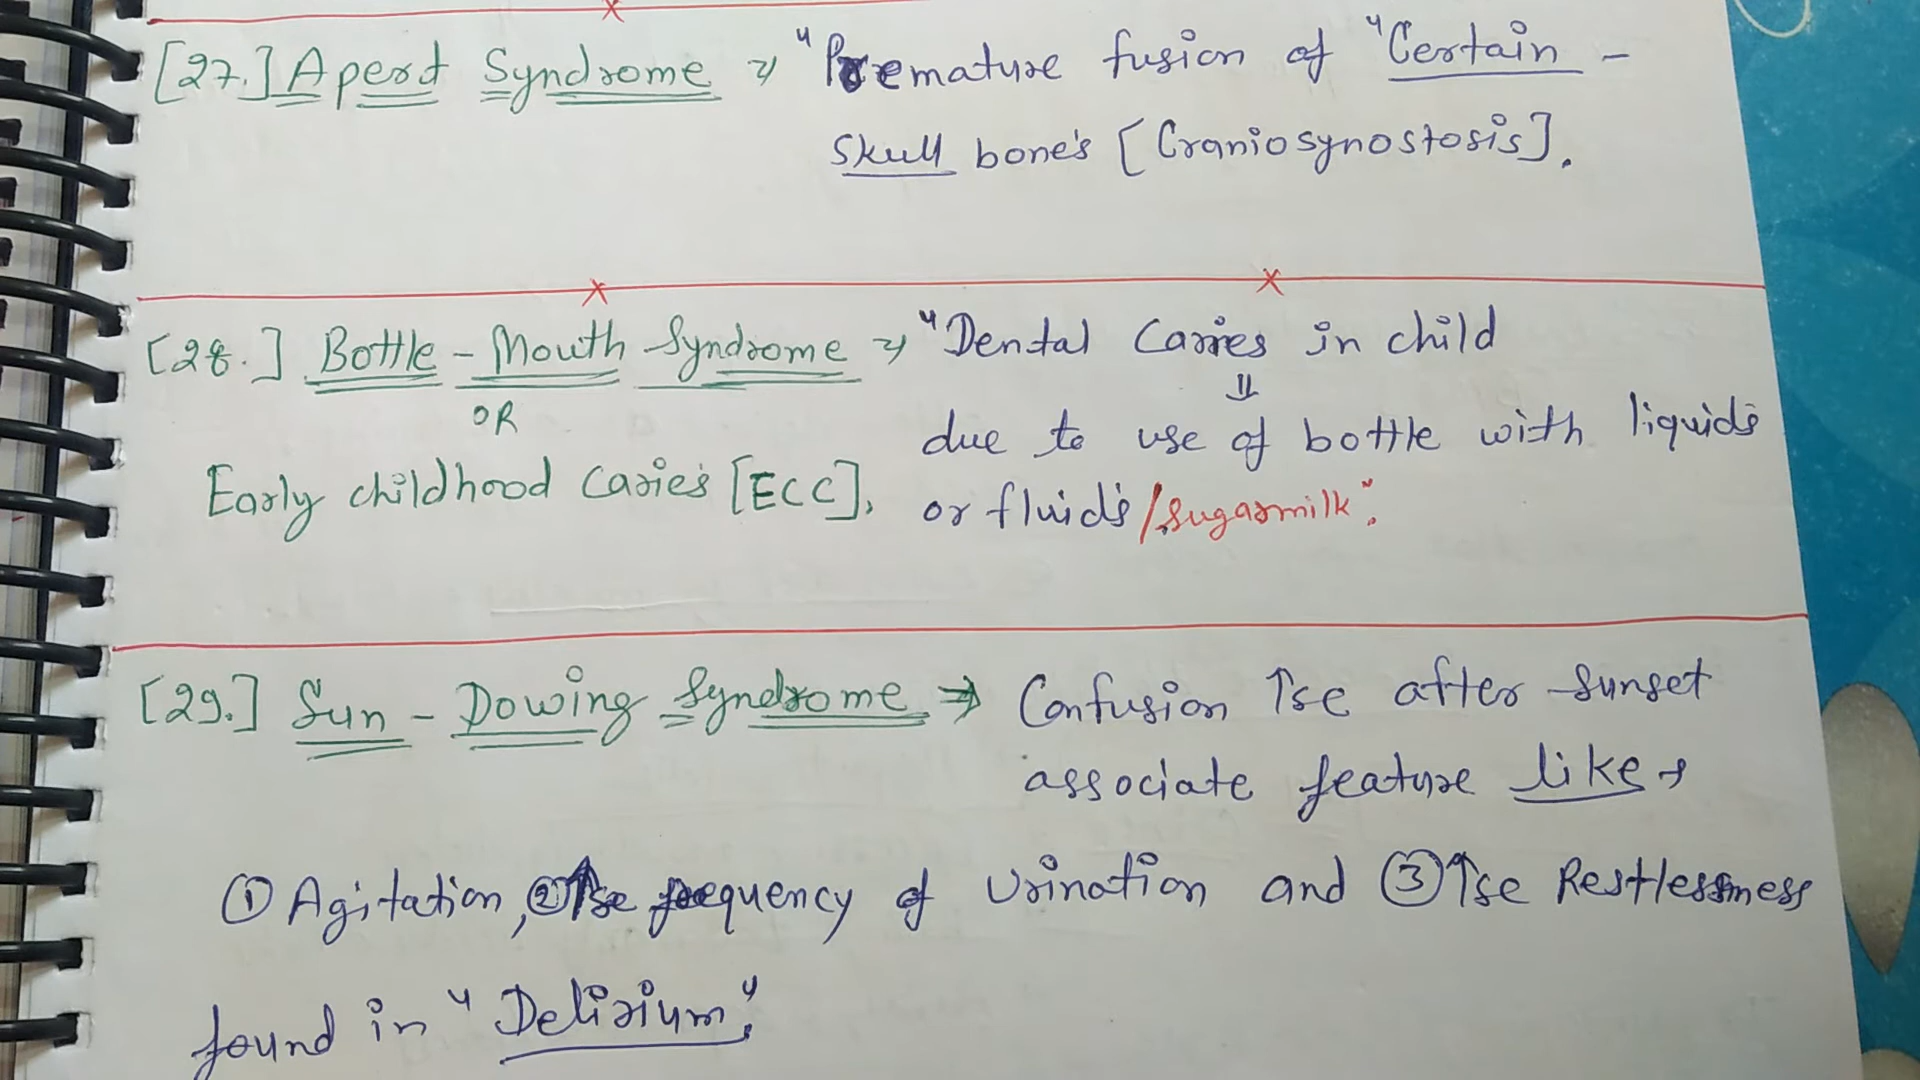 [27.] Apert Syndrome ⇒ "Premature fusion of "Certain -
Skull bone's [Craniosynostosis].
[28.] Bottle - Mouth Syndrome ⇒ "Dental Carries in child
OR
due to use of bottle with liquids
Early childhood Caries [ECC],
or fluid's /sugarmilk".
[29.] Sun - Dowing Syndrome ⇒ Confusion ↑se after sunset
associate feature like →
① Agitation, ② ↑se frequency of Urination and ③ ↑se Restlessness
found in "Delirium".